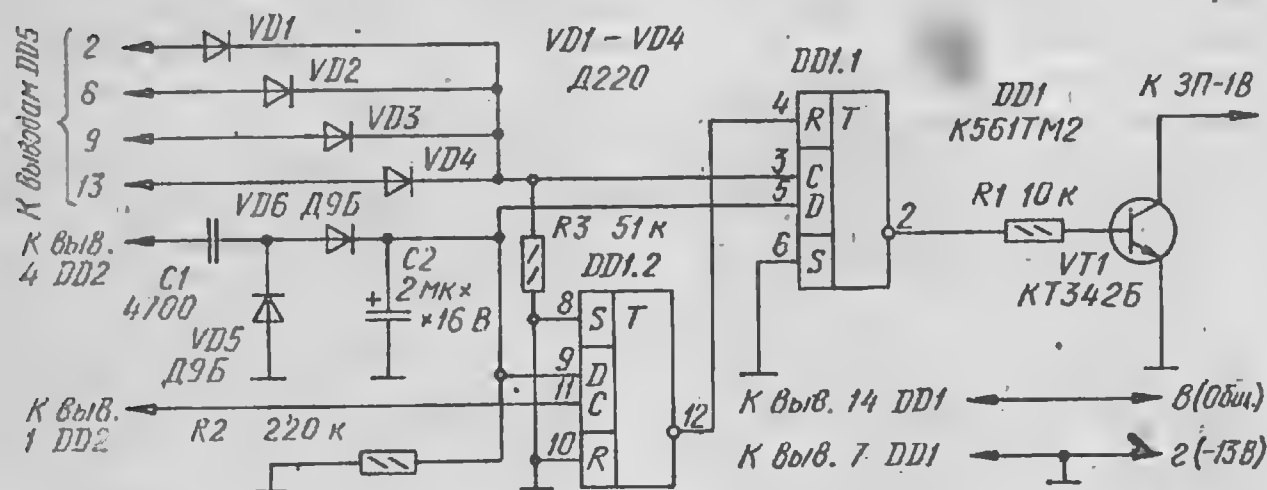 К выводам DD5
2
6
9
13
VD1
VD2
VD3
VD4
VD1 – VD4
Д220
VD6 Д9Б
К выв.
4 DD2
C1
4700
VD5
Д9Б
C2
2 мк ×
×16 В
К выв.
1 DD2
R2 220 к
R3 51 к
DD1.2
8
9
11
10
S T
D
C
R
12
DD1.1
4
3
5
6
R T
C
D
S
2
DD1
К561ТМ2
R1 10 к
К ЗП-1В
VT1
КТ342Б
К выв. 14 DD1
в (Общ.)
К выв. 7 DD1
г (-13В)